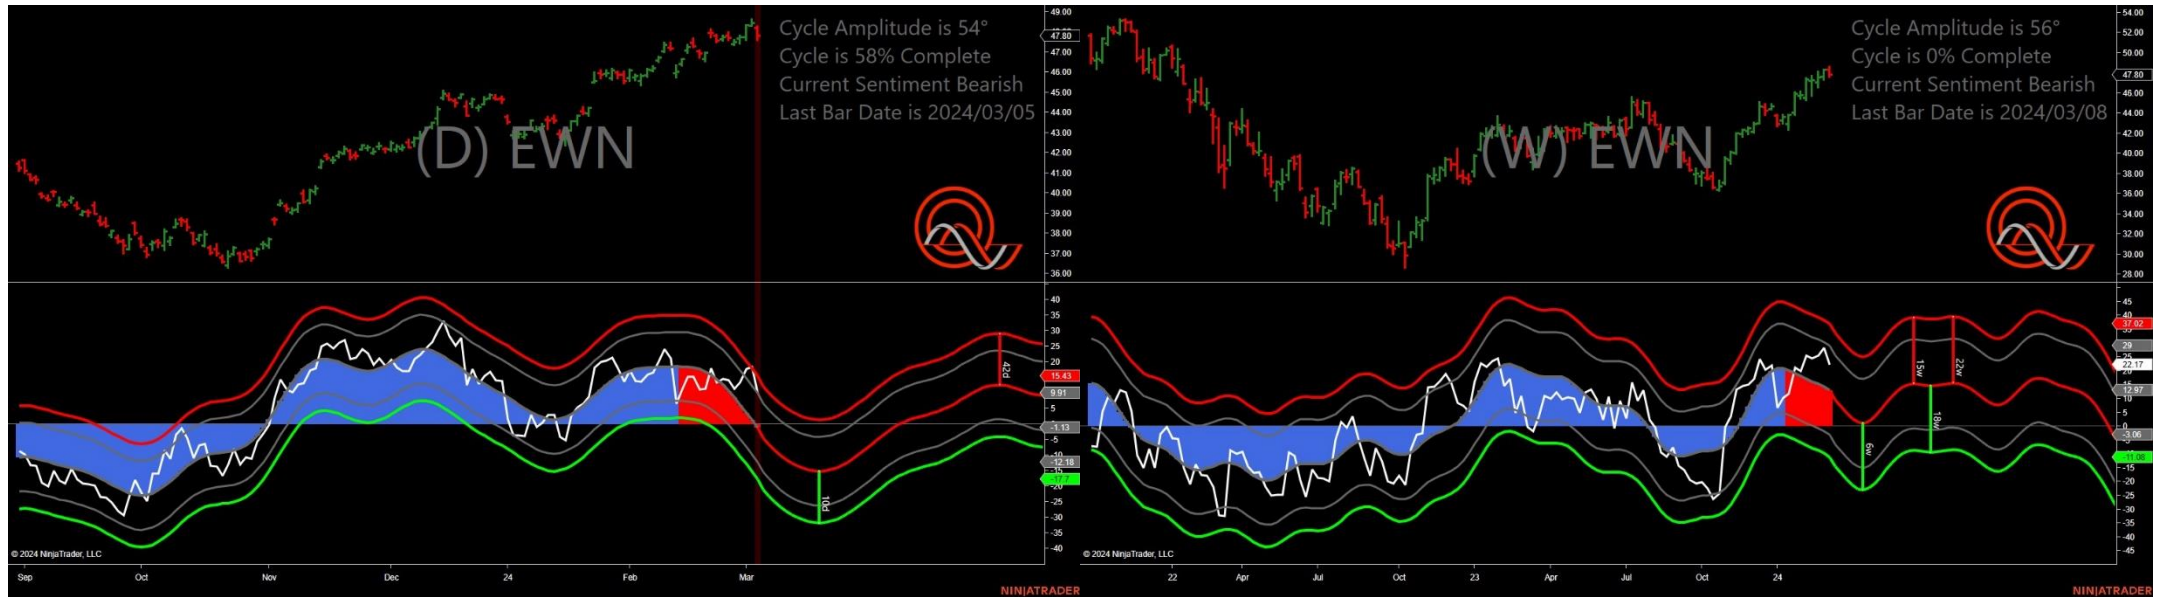 Cycle Amplitude is 54°
Cycle is 58% Complete
Current Sentiment Bearish
Last Bar Date is 2024/03/05
(D) EWN
49.00
47.80
47.00
46.00
45.00
44.00
43.00
42.00
41.00
40.00
39.00
38.00
37.00
36.00
40
35
30
25
20
15.43
9.91
5
-1.13
-5
-12.18
-17.7
-25
-30
-35
-40
42d
10d
© 2024 NinjaTrader, LLC
Sep Oct Nov Dec 24 Feb Mar
NINJATRADER
Cycle Amplitude is 56°
Cycle is 0% Complete
Current Sentiment Bearish
Last Bar Date is 2024/03/08
(W) EWN
54.00
52.00
50.00
47.80
46.00
44.00
42.00
40.00
38.00
36.00
34.00
32.00
30.00
28.00
45
37.02
29
22.17
12.97
5
-3.06
-11.08
-15
-20
-25
-30
-35
-40
-45
15w
22w
18w
6w
© 2024 NinjaTrader, LLC
22 Apr Jul Oct 23 Apr Jul Oct 24
NINJATRADER